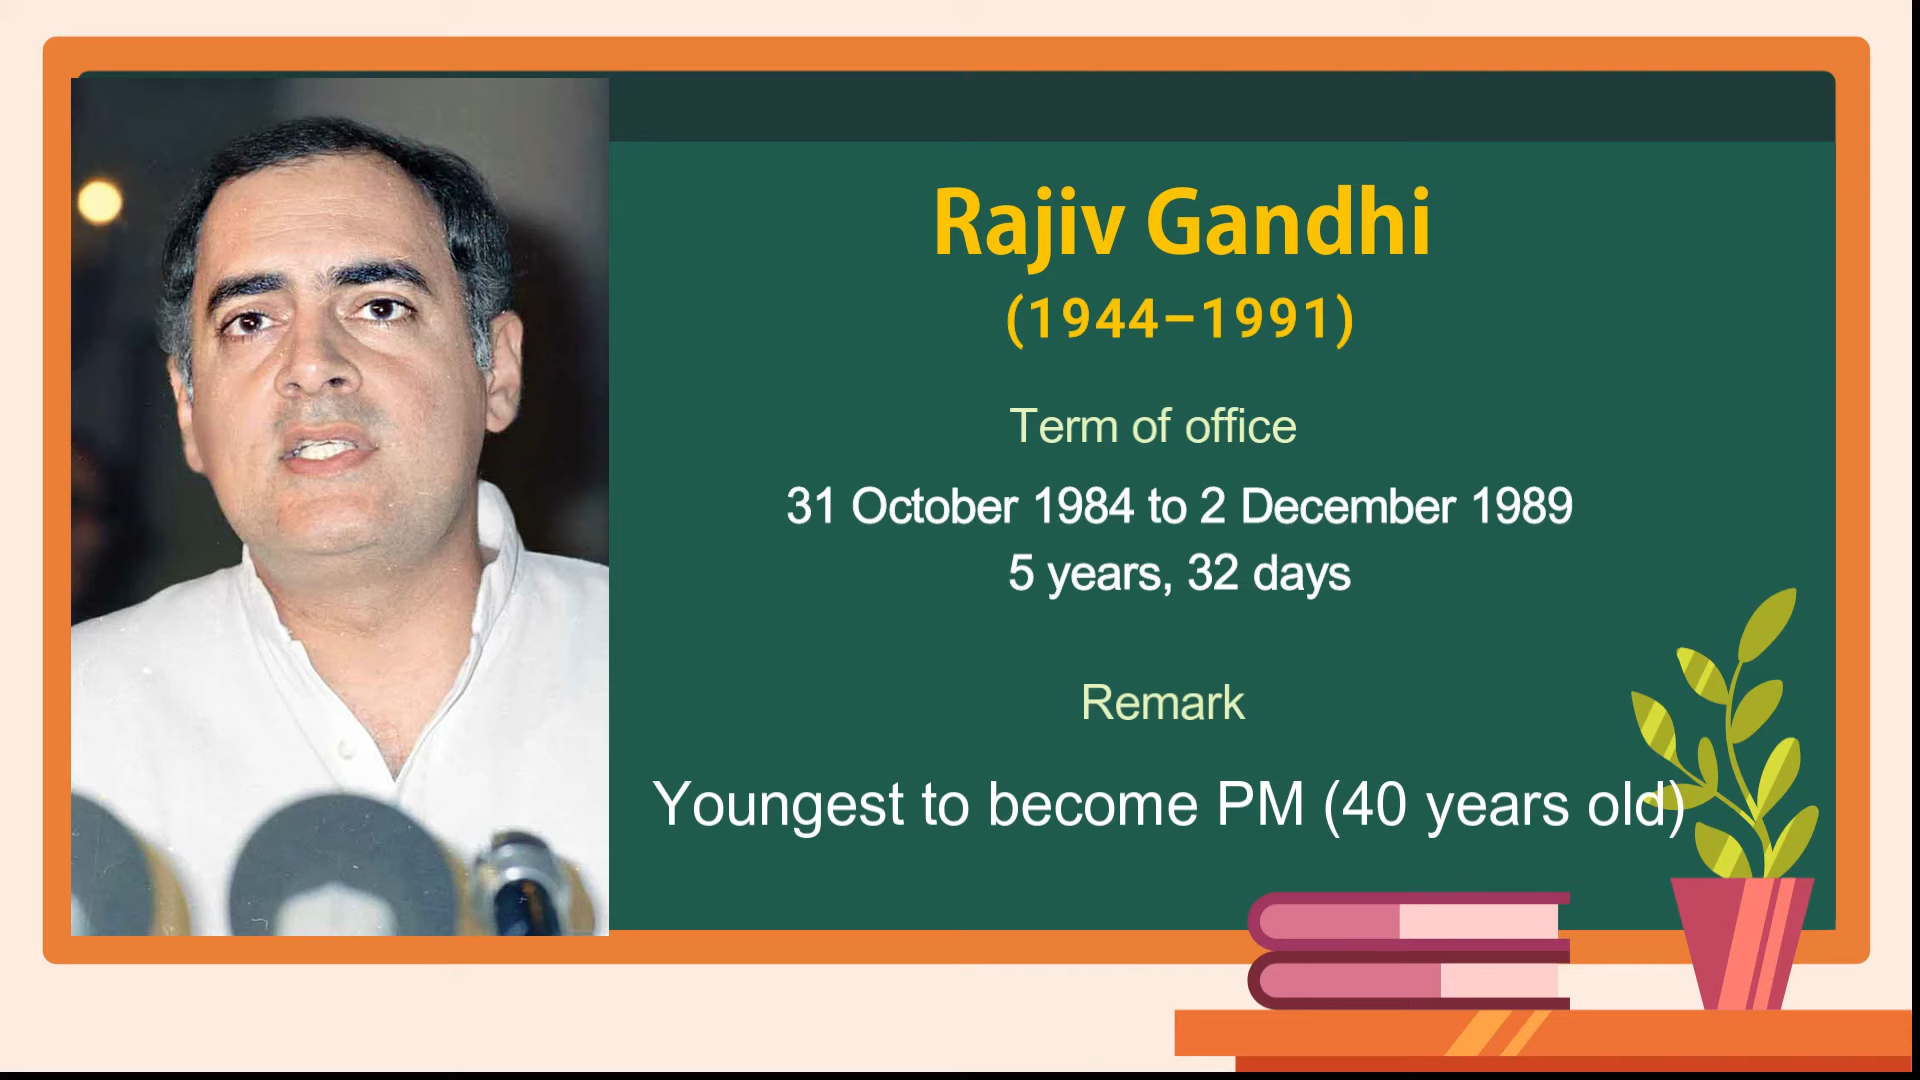 Rajiv Gandhi
(1944–1991)
Term of office
31 October 1984 to 2 December 1989
5 years, 32 days
Remark
Youngest to become PM (40 years old)